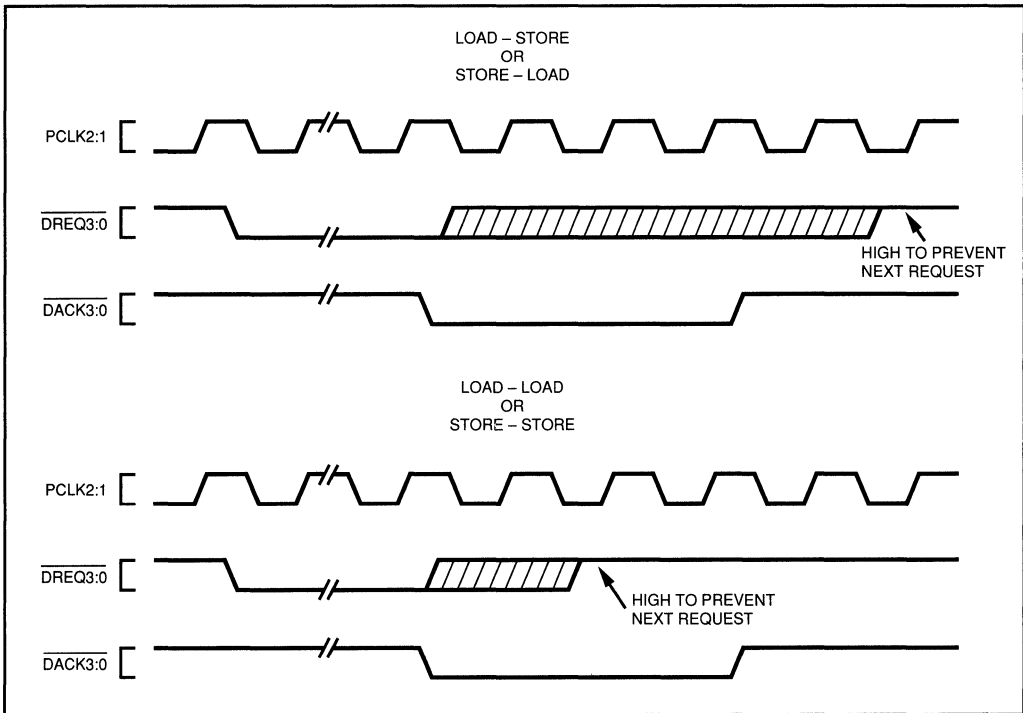 LOAD – STORE
OR
STORE – LOAD
PCLK2:1
DREQ3:0
HIGH TO PREVENT
NEXT REQUEST
DACK3:0
LOAD – LOAD
OR
STORE – STORE
PCLK2:1
DREQ3:0
HIGH TO PREVENT
NEXT REQUEST
DACK3:0